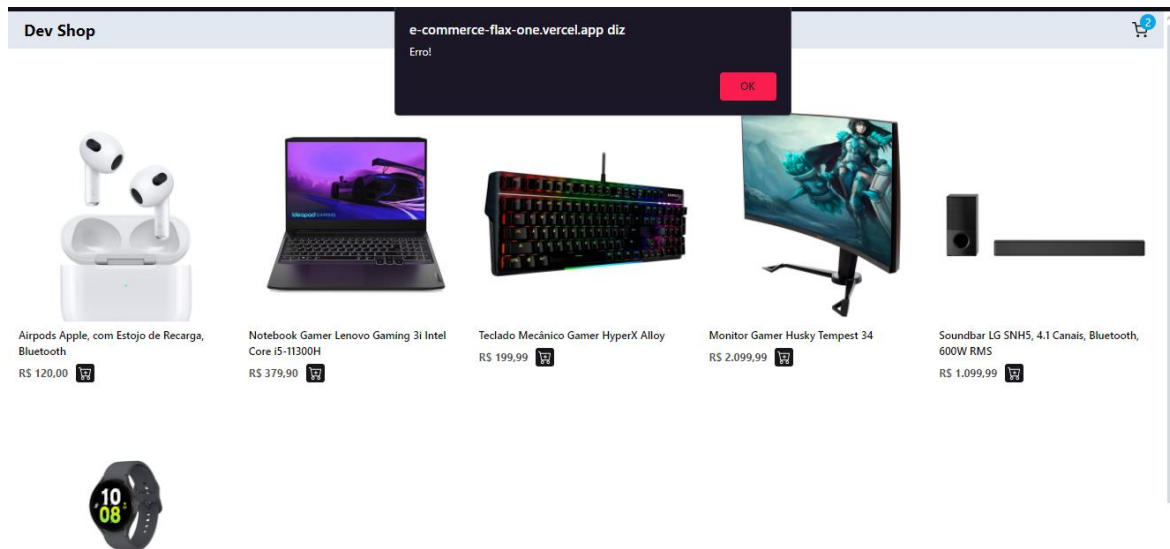 Dev Shop
2
e-commerce-flax-one.vercel.app diz
Erro!
OK
ideapad GAMING
Airpods Apple, com Estojo de Recarga,
Bluetooth
R$ 120,00
Notebook Gamer Lenovo Gaming 3i Intel
Core i5-11300H
R$ 379,90
Teclado Mecânico Gamer HyperX Alloy
R$ 199,99
Monitor Gamer Husky Tempest 34
R$ 2.099,99
Soundbar LG SNH5, 4.1 Canais, Bluetooth,
600W RMS
R$ 1.099,99
10
08